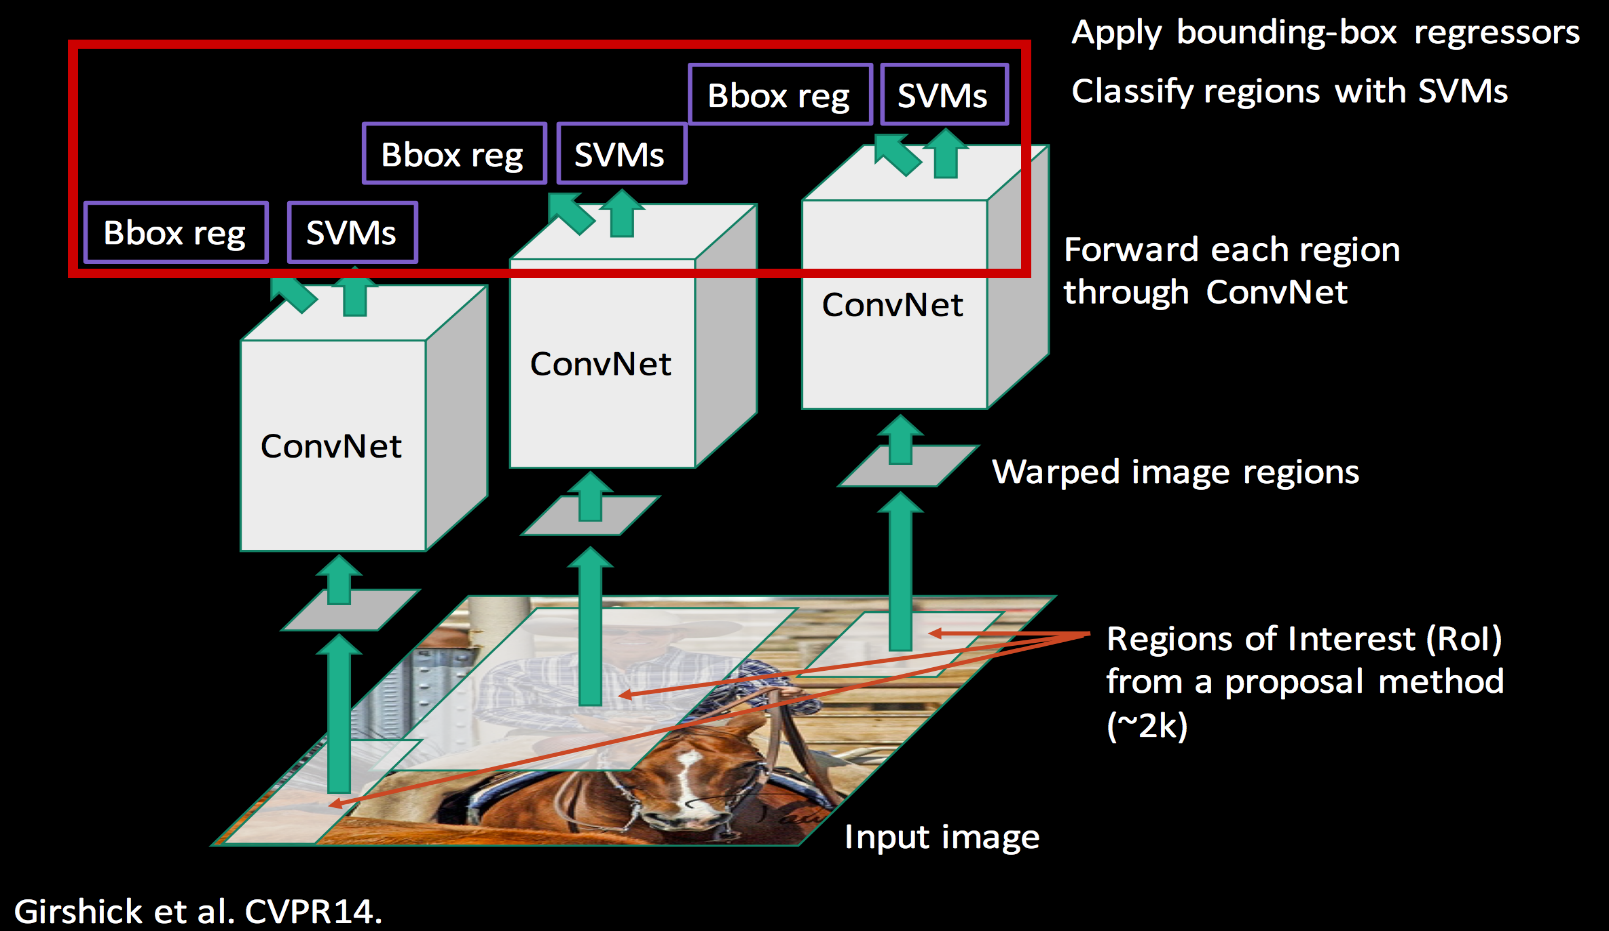 Apply bounding-box regressors
Bbox reg
SVMs
Classify regions with SVMs
Bbox reg
SVMs
Bbox reg
SVMs
Forward each region
through ConvNet
ConvNet
ConvNet
ConvNet
Warped image regions
Regions of Interest (RoI)
from a proposal method
(~2k)
Input image
Girshick et al. CVPR14.